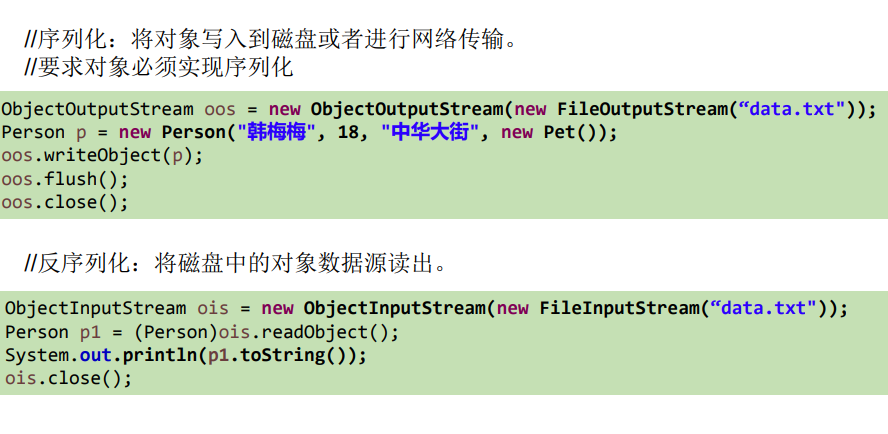 //序列化：将对象写入到磁盘或者进行网络传输。
//要求对象必须实现序列化
ObjectOutputStream oos = new ObjectOutputStream(new FileOutputStream(“data.txt"));
Person p = new Person("韩梅梅", 18, "中华大街", new Pet());
oos.writeObject(p);
oos.flush();
oos.close();
//反序列化：将磁盘中的对象数据源读出。
ObjectInputStream ois = new ObjectInputStream(new FileInputStream(“data.txt"));
Person p1 = (Person)ois.readObject();
System.out.println(p1.toString());
ois.close();